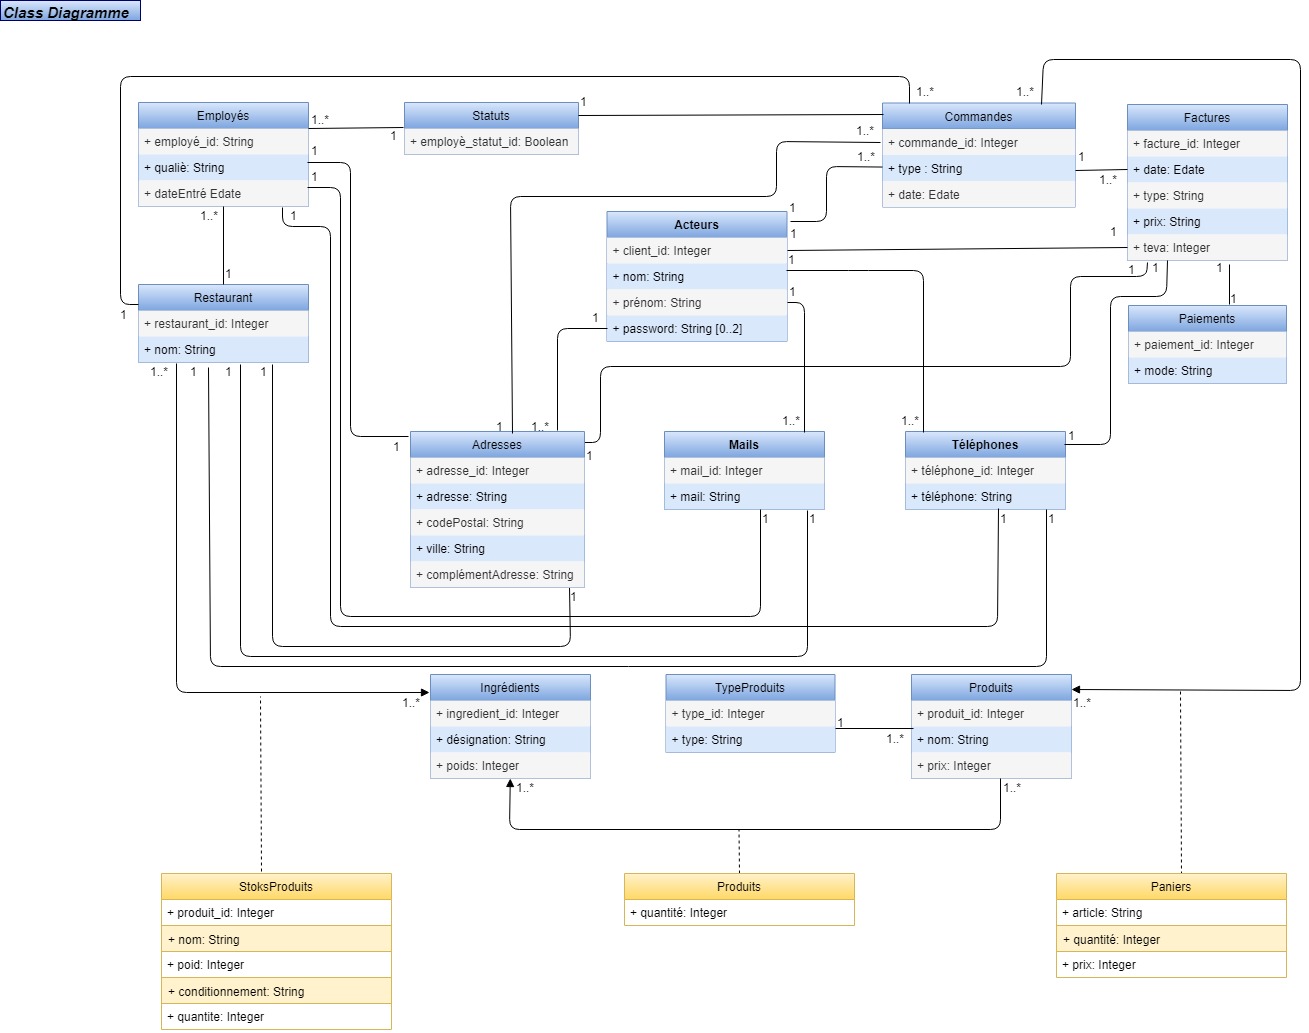 Class Diagramme
Employés
+ employé_id: String
+ qualiè: String
+ dateEntré Edate
1..*
1
1
1
1..*
1
Statuts
+ employè_statut_id: Boolean
1
1
Commandes
+ commande_id: Integer
+ type : String
+ date: Edate
1..*
1..*
1..*
1..*
1
1..*
Factures
+ facture_id: Integer
+ date: Edate
+ type: String
+ prix: String
+ teva: Integer
1
1
1
1
Acteurs
+ client_id: Integer
+ nom: String
+ prénom: String
+ password: String [0..2]
1
1
1
1
1
Restaurant
+ restaurant_id: Integer
+ nom: String
1
1
1..*
1
1
1
Paiements
+ paiement_id: Integer
+ mode: String
1
Adresses
+ adresse_id: Integer
+ adresse: String
+ codePostal: String
+ ville: String
+ complémentAdresse: String
1
1
1..*
1
1
Mails
+ mail_id: Integer
+ mail: String
1..*
1
1
Téléphones
+ téléphone_id: Integer
+ téléphone: String
1..*
1
1
1
Ingrédients
+ ingredient_id: Integer
+ désignation: String
+ poids: Integer
1..*
1..*
TypeProduits
+ type_id: Integer
+ type: String
1
1..*
Produits
+ produit_id: Integer
+ nom: String
+ prix: Integer
1..*
1..*
StoksProduits
+ produit_id: Integer
+ nom: String
+ poid: Integer
+ conditionnement: String
+ quantite: Integer
Produits
+ quantité: Integer
Paniers
+ article: String
+ quantité: Integer
+ prix: Integer